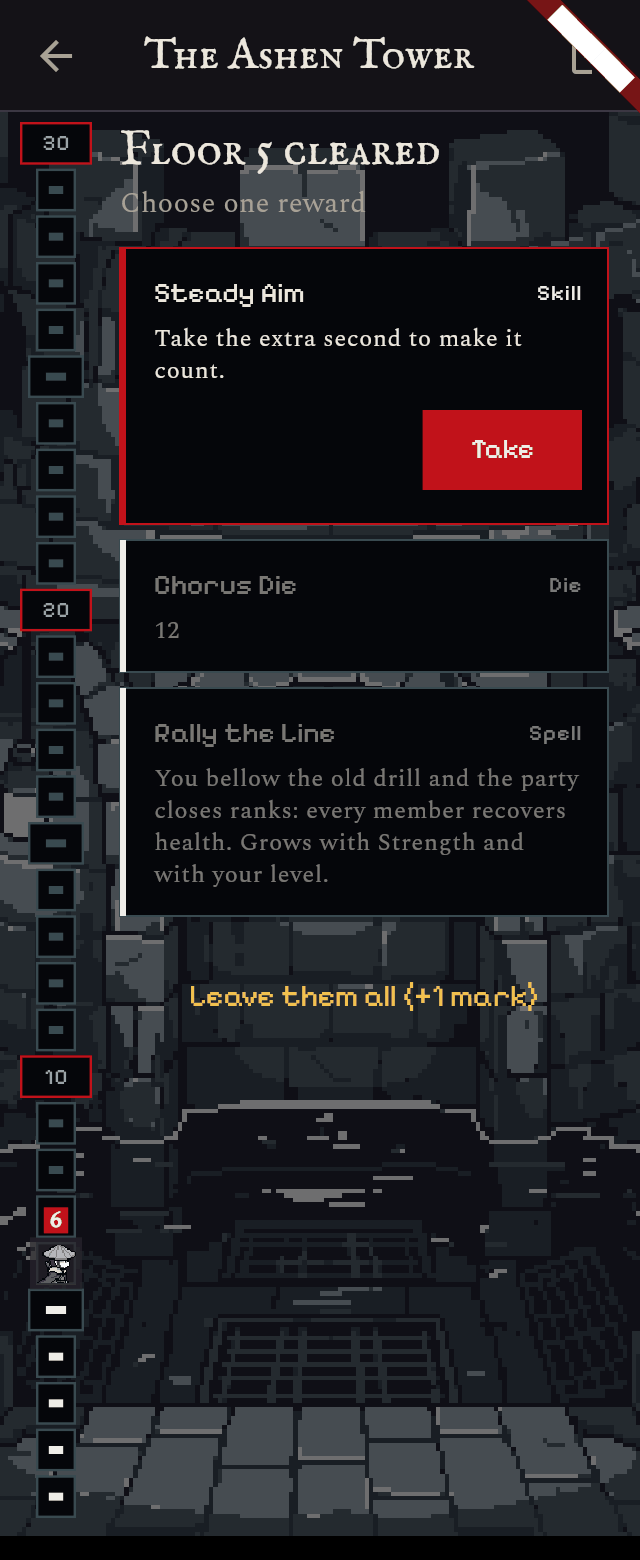 The Ashen Tower
30
Floor 5 cleared
Choose one reward
Steady Aim
Skill
Take the extra second to make it
count.
Take
Chorus Die
Die
12
20
Rally the Line
Spell
You bellow the old drill and the party
closes ranks: every member recovers
health. Grows with Strength and
with your level.
Leave them all (+1 mark)
10
6